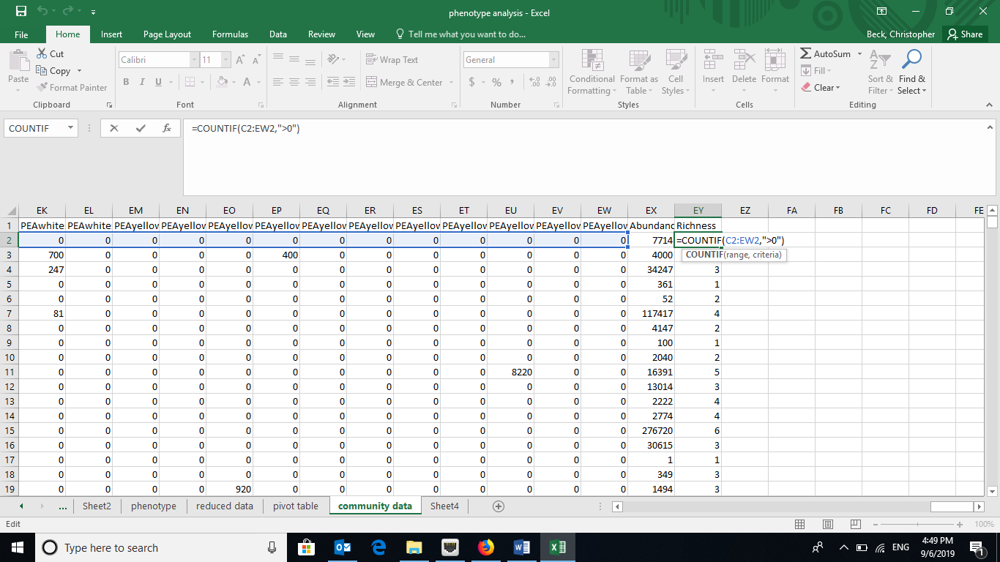 phenotype analysis - Excel
File Home Insert Page Layout Formulas Data Review View Tell me what you want to do... Beck, Christopher Share
Cut
Copy
Format Painter
Paste
Calibri 11
B I U
Wrap Text
Merge & Center
General
$ % ,
Conditional Formatting
Format as Table
Cell Styles
Insert Delete Format
AutoSum
Fill
Clear
Sort & Filter
Find & Select
Clipboard Font Alignment Number Styles Cells Editing
COUNTIF fx =COUNTIF(C2:EW2,">0")
EK EL EM EN EO EP EQ ER ES ET EU EV EW EX EY EZ FA FB FC FD FE
1 PEAwhite PEAwhite PEAyellow PEAyellow PEAyellow PEAyellow PEAyellow PEAyellow PEAyellow PEAyellow PEAyellow PEAyellow PEAyellow Abundanc Richness
2 0 0 0 0 0 0 0 0 0 0 0 0 0 7714 =COUNTIF(C2:EW2,">0")
COUNTIF(range, criteria)
3 700 0 0 0 0 400 0 0 0 0 0 0 0 4000
4 247 0 0 0 0 0 0 0 0 0 0 0 0 34247 3
5 0 0 0 0 0 0 0 0 0 0 0 0 0 361 1
6 0 0 0 0 0 0 0 0 0 0 0 0 0 52 2
7 81 0 0 0 0 0 0 0 0 0 0 0 0 117417 4
8 0 0 0 0 0 0 0 0 0 0 0 0 0 4147 2
9 0 0 0 0 0 0 0 0 0 0 0 0 0 100 1
10 0 0 0 0 0 0 0 0 0 0 0 0 0 2040 2
11 0 0 0 0 0 0 0 0 0 0 8220 0 0 16391 5
12 0 0 0 0 0 0 0 0 0 0 0 0 0 13014 3
13 0 0 0 0 0 0 0 0 0 0 0 0 0 2222 4
14 0 0 0 0 0 0 0 0 0 0 0 0 0 2774 4
15 0 0 0 0 0 0 0 0 0 0 0 0 0 276720 6
16 0 0 0 0 0 0 0 0 0 0 0 0 0 30615 3
17 0 0 0 0 0 0 0 0 0 0 0 0 0 1 1
18 0 0 0 0 0 0 0 0 0 0 0 0 0 349 3
19 0 0 0 0 920 0 0 0 0 0 0 0 0 1494 3
... Sheet2 phenotype reduced data pivot table community data Sheet4
Edit 100%
Type here to search ENG 4:49 PM
9/6/2019 1